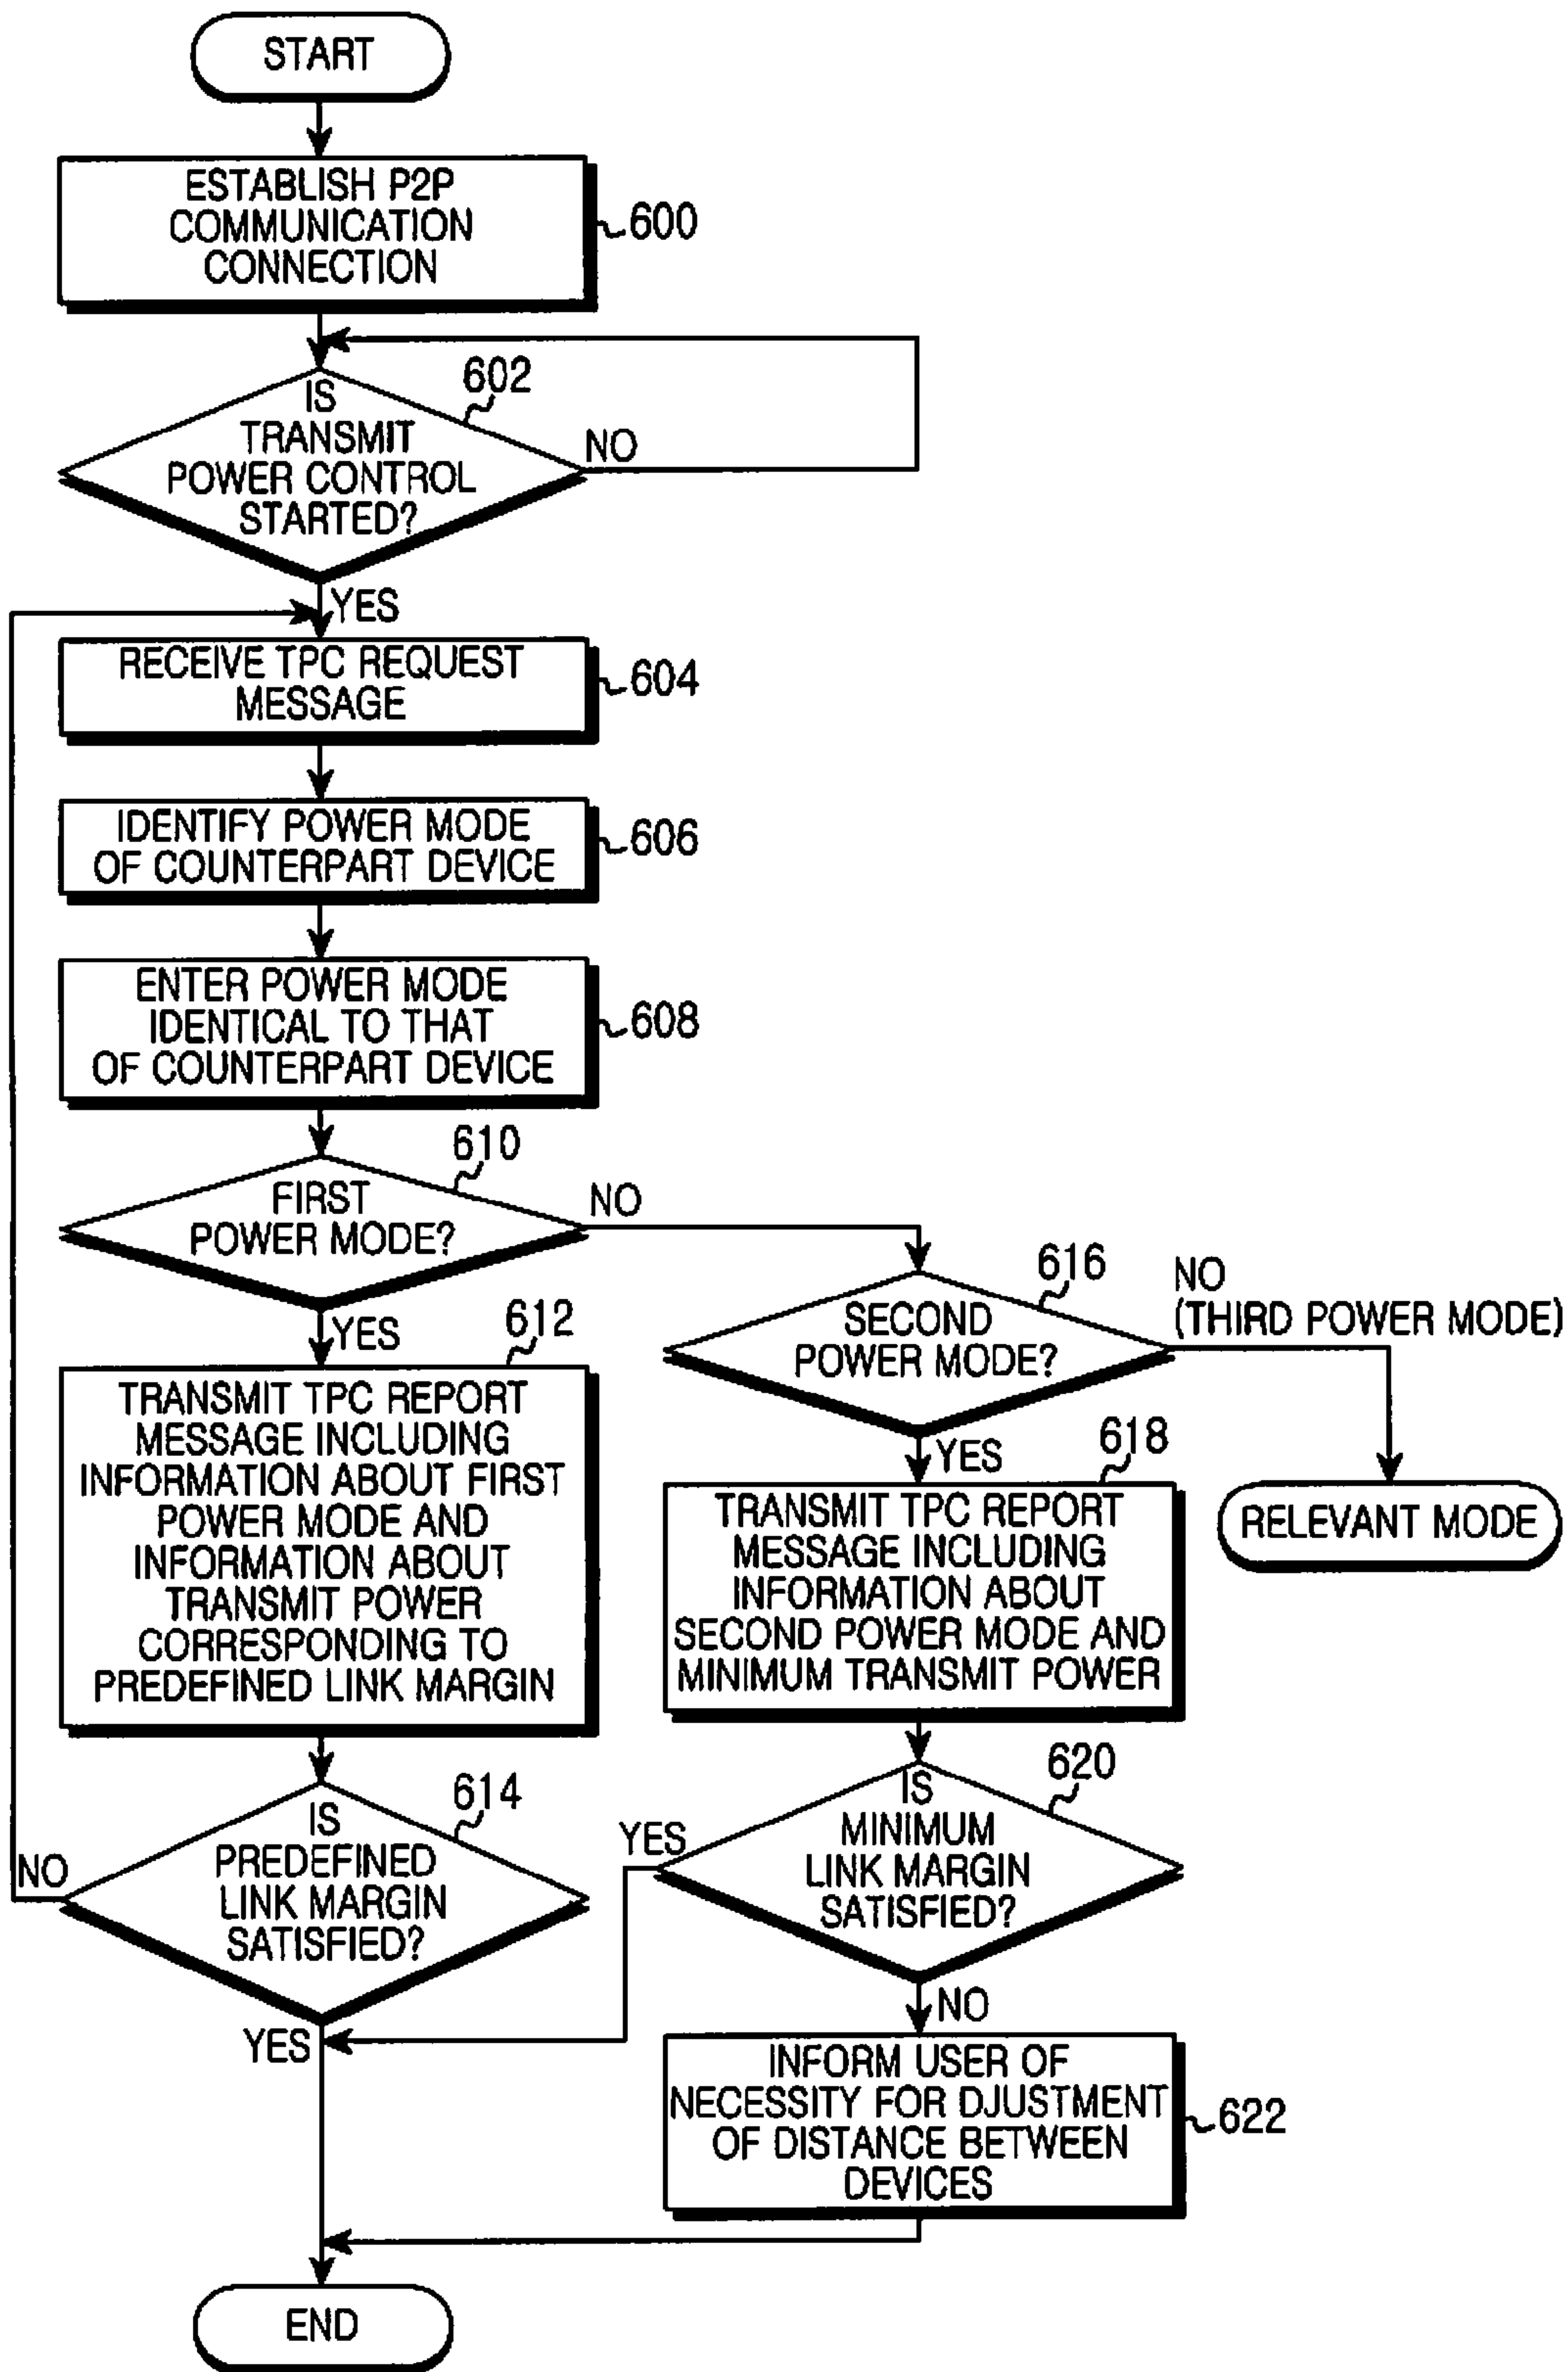 START
ESTABLISH P2P
COMMUNICATION
CONNECTION
600
602
IS
TRANSMIT
POWER CONTROL
STARTED?
NO
YES
RECEIVE TPC REQUEST
MESSAGE
604
IDENTIFY POWER MODE
OF COUNTERPART DEVICE
606
ENTER POWER MODE
IDENTICAL TO THAT
OF COUNTERPART DEVICE
608
610
FIRST
POWER MODE?
NO
YES
612
TRANSMIT TPC REPORT
MESSAGE INCLUDING
INFORMATION ABOUT FIRST
POWER MODE AND
INFORMATION ABOUT
TRANSMIT POWER
CORRESPONDING TO
PREDEFINED LINK MARGIN
614
IS
PREDEFINED
LINK MARGIN
SATISFIED?
NO
YES
616
SECOND
POWER MODE?
NO
(THIRD POWER MODE)
RELEVANT MODE
YES
618
TRANSMIT TPC REPORT
MESSAGE INCLUDING
INFORMATION ABOUT
SECOND POWER MODE AND
MINIMUM TRANSMIT POWER
620
IS
MINIMUM
LINK MARGIN
SATISFIED?
YES
NO
INFORM USER OF
NECESSITY FOR DJUSTMENT
OF DISTANCE BETWEEN
DEVICES
622
END